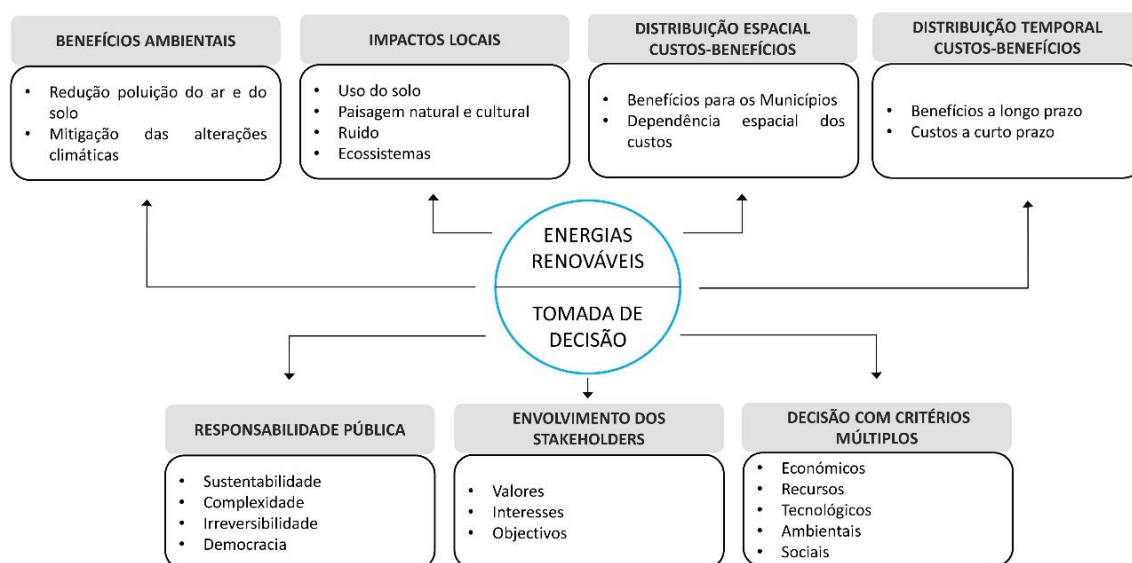 BENEFÍCIOS AMBIENTAIS
• Redução poluição do ar e do
solo
• Mitigação das alterações
climáticas
IMPACTOS LOCAIS
• Uso do solo
• Paisagem natural e cultural
• Ruido
• Ecossistemas
DISTRIBUIÇÃO ESPACIAL
CUSTOS-BENEFÍCIOS
• Benefícios para os Municípios
• Dependência espacial dos
custos
DISTRIBUIÇÃO TEMPORAL
CUSTOS-BENEFÍCIOS
• Benefícios a longo prazo
• Custos a curto prazo
ENERGIAS
RENOVÁVEIS
TOMADA DE
DECISÃO
RESPONSABILIDADE PÚBLICA
• Sustentabilidade
• Complexidade
• Irreversibilidade
• Democracia
ENVOLVIMENTO DOS
STAKEHOLDERS
• Valores
• Interesses
• Objectivos
DECISÃO COM CRITÉRIOS
MÚLTIPLOS
• Económicos
• Recursos
• Tecnológicos
• Ambientais
• Sociais